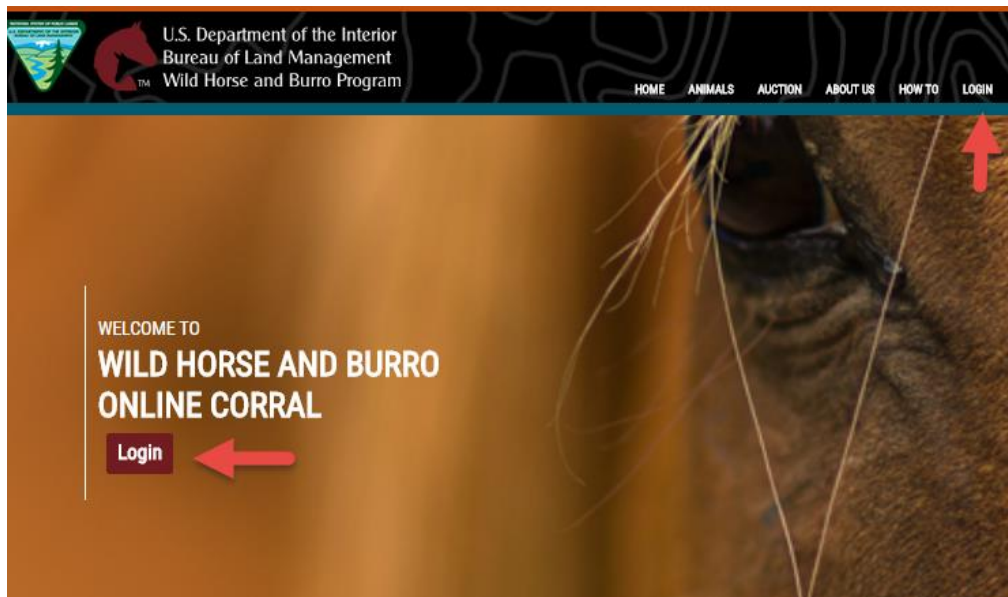 U.S. Department of the Interior
Bureau of Land Management
Wild Horse and Burro Program
TM
HOME ANIMALS AUCTION ABOUT US HOW TO LOGIN
WELCOME TO
WILD HORSE AND BURRO
ONLINE CORRAL
Login